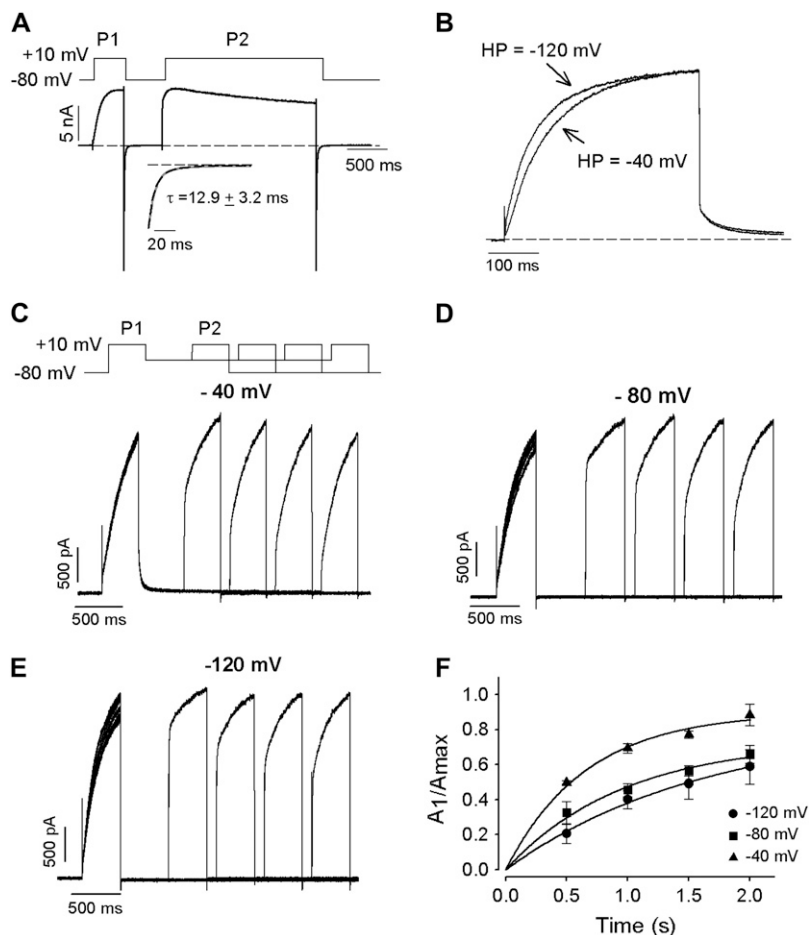 A
P1
P2
+10 mV
-80 mV
5 nA
500 ms
τ =12.9 ± 3.2 ms
20 ms
B
HP = -120 mV
HP = -40 mV
100 ms
C
P1
P2
+10 mV
-80 mV
- 40 mV
500 pA
500 ms
D
- 80 mV
500 pA
500 ms
E
-120 mV
500 pA
500 ms
F
A1/Amax
1.0
0.8
0.6
0.4
0.2
0.0
-120 mV
-80 mV
-40 mV
0.0 0.5 1.0 1.5 2.0
Time (s)